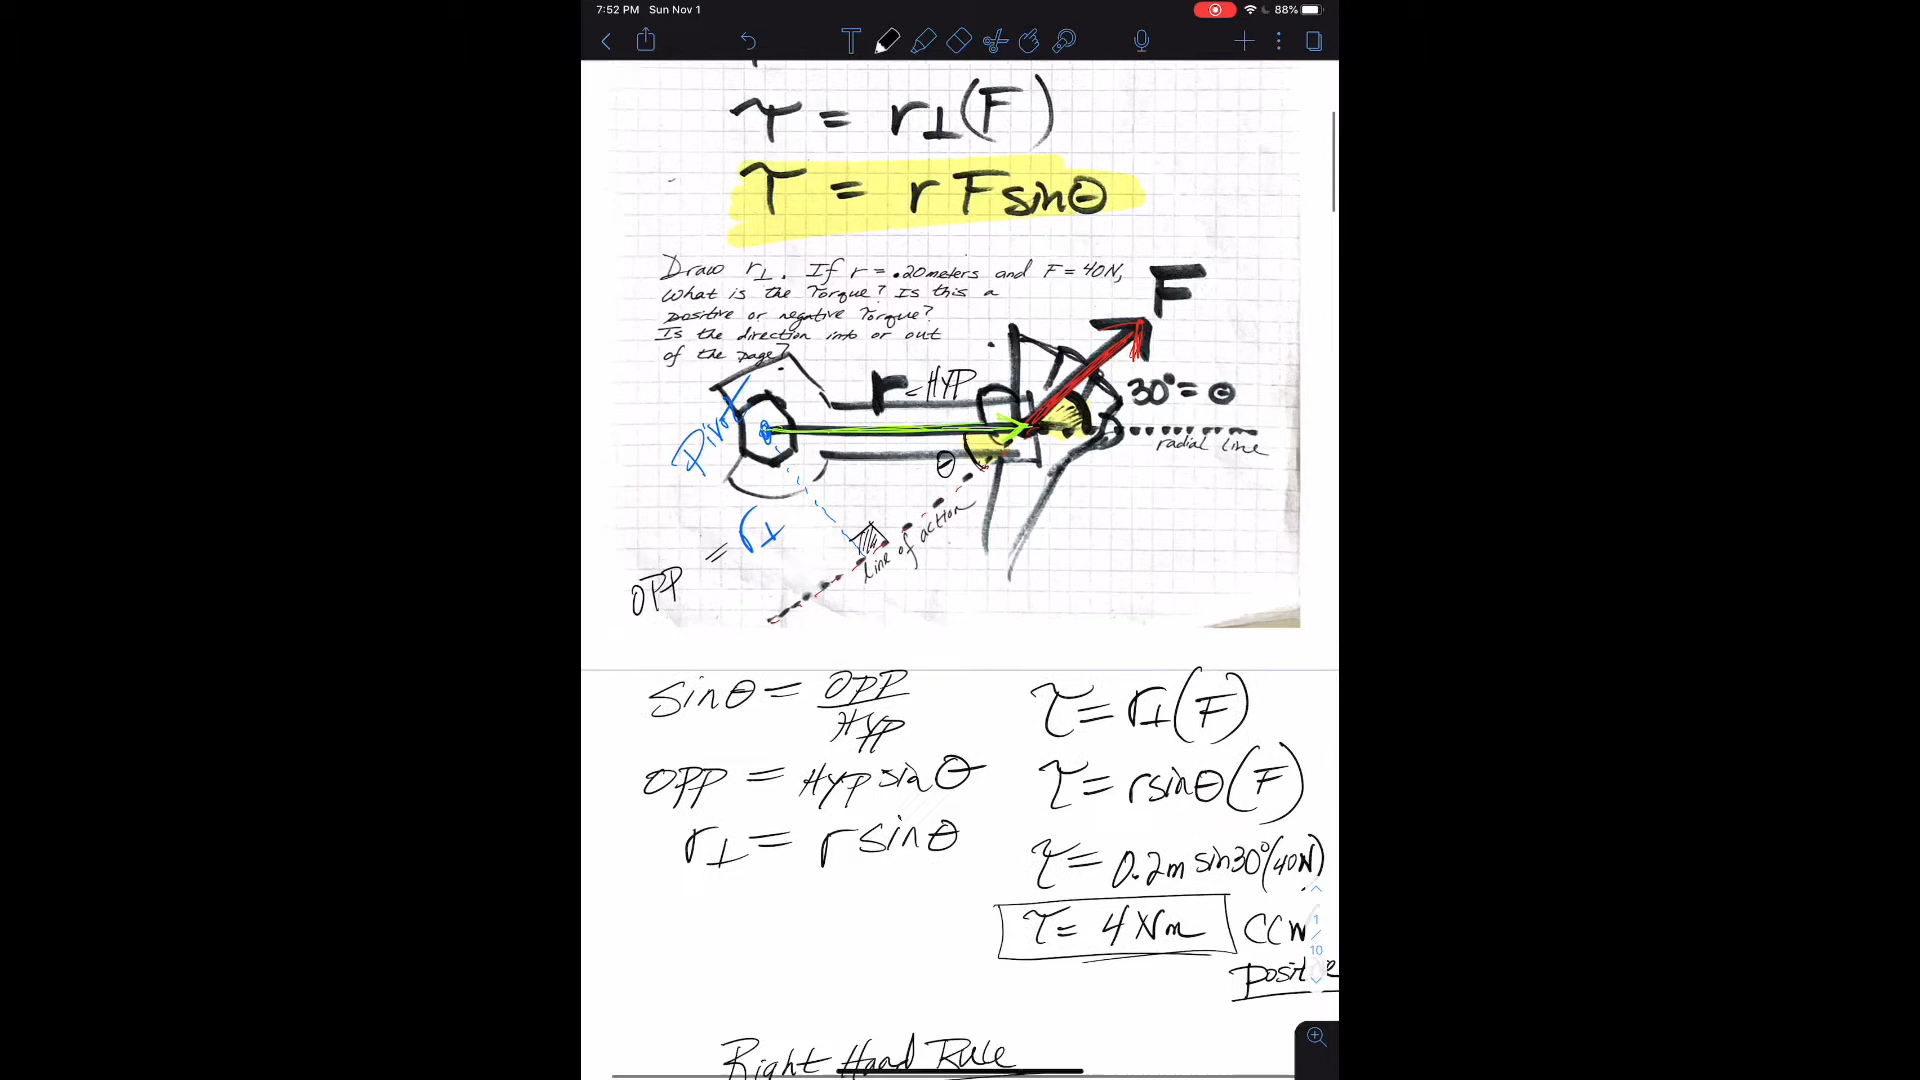 7:52 PM Sun Nov 1
88%
τ = r⊥(F)
τ = r F sinθ
Draw r⊥. If r = .20 meters and F = 40N,
What is the Torque? Is this a
positive or negative Torque?
Is the direction into or out
of the page?
F
r = HYP
30° = θ
Pivot
radial line
θ
line of action
OPP = r⊥
sinθ = OPP/HYP
OPP = HYP sinθ
r⊥ = r sinθ
τ = r⊥(F)
τ = r sinθ(F)
τ = 0.2m sin30°(40N)
τ = 4 Nm CCW
positive
1/10
Right Hand Rule